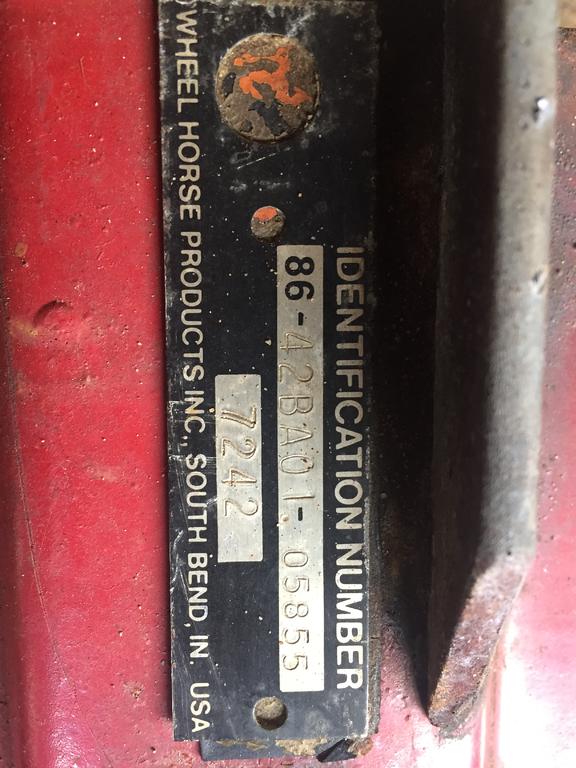 IDENTIFICATION NUMBER
86-42BA01-05855
7242
WHEEL HORSE PRODUCTS INC., SOUTH BEND, IN. USA